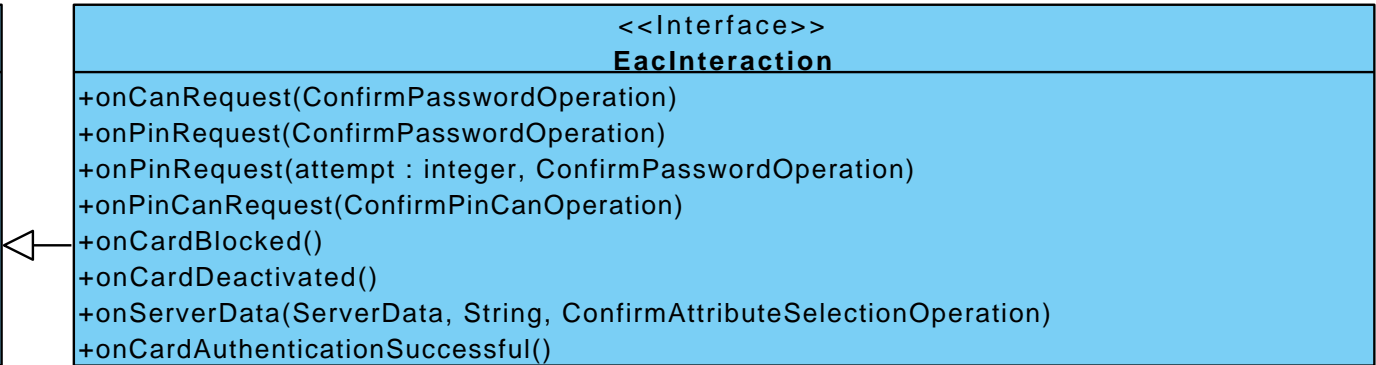 <<Interface>>
EacInteraction
+onCanRequest(ConfirmPasswordOperation)
+onPinRequest(ConfirmPasswordOperation)
+onPinRequest(attempt : integer, ConfirmPasswordOperation)
+onPinCanRequest(ConfirmPinCanOperation)
+onCardBlocked()
+onCardDeactivated()
+onServerData(ServerData, String, ConfirmAttributeSelectionOperation)
+onCardAuthenticationSuccessful()